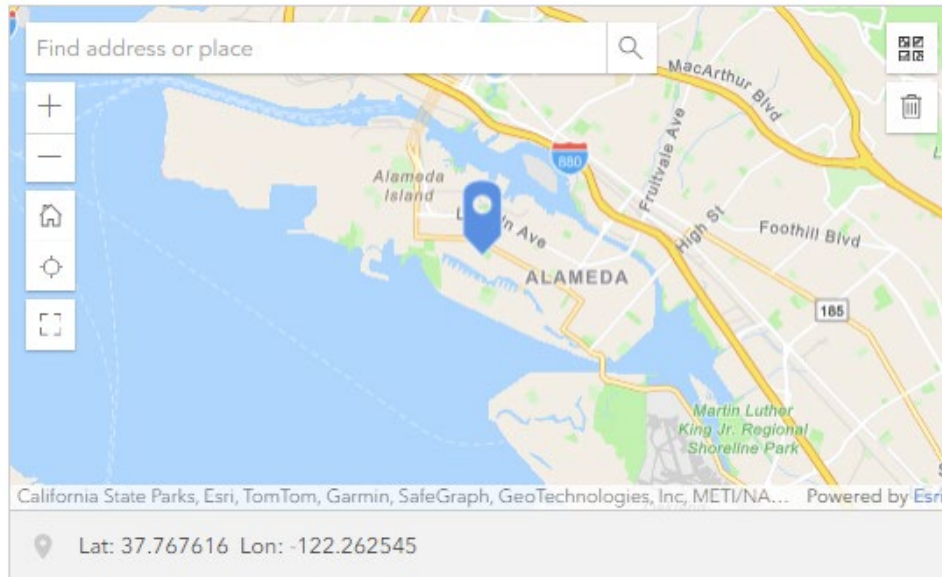 Find address or place
MacArthur Blvd
880
Fruitvale Ave
Alameda
Island
Ave
High St
Foothill Blvd
ALAMEDA
185
Martin Luther
King Jr. Regional
Shoreline Park
California State Parks, Esri, TomTom, Garmin, SafeGraph, GeoTechnologies, Inc, METI/NA... Powered by Esri
Lat: 37.767616 Lon: -122.262545